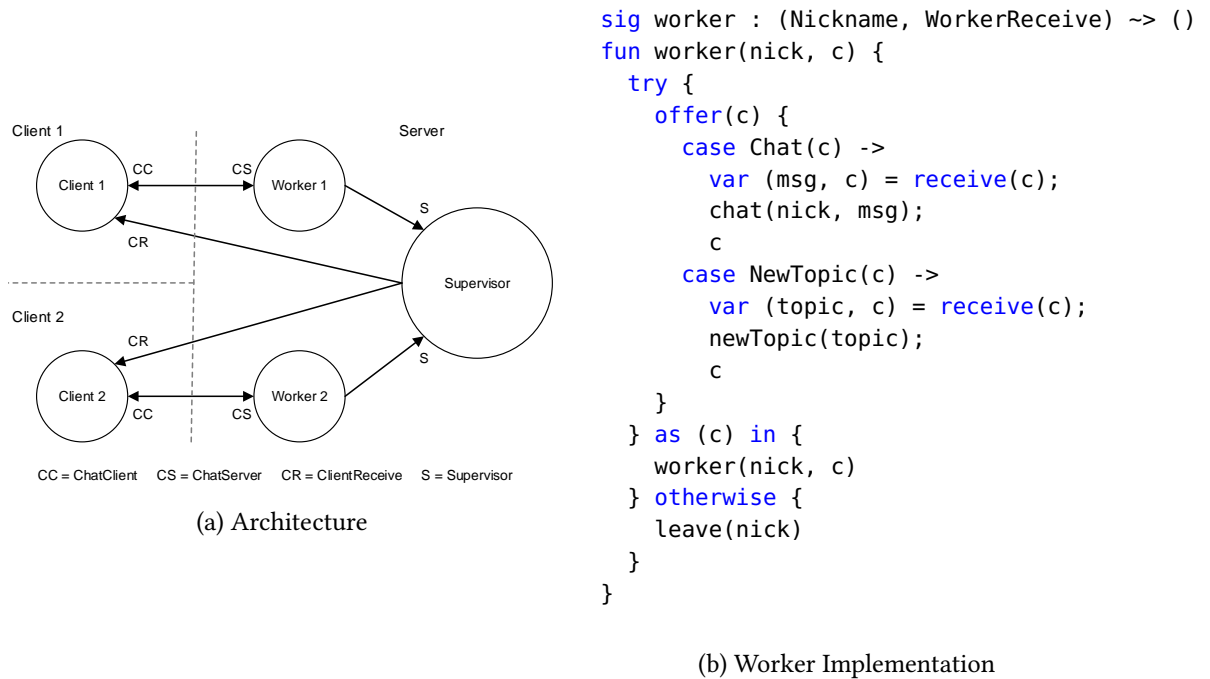 Client 1
Server
Client 1
CC
CS
Worker 1
S
CR
Supervisor
Client 2
CR
S
Client 2
CC
CS
Worker 2
CC = ChatClient CS = ChatServer CR = ClientReceive S = Supervisor
(a) Architecture
sig worker : (Nickname, WorkerReceive) ~> ()
fun worker(nick, c) {
  try {
    offer(c) {
      case Chat(c) ->
        var (msg, c) = receive(c);
        chat(nick, msg);
        c
      case NewTopic(c) ->
        var (topic, c) = receive(c);
        newTopic(topic);
        c
    }
  } as (c) in {
    worker(nick, c)
  } otherwise {
    leave(nick)
  }
}
(b) Worker Implementation